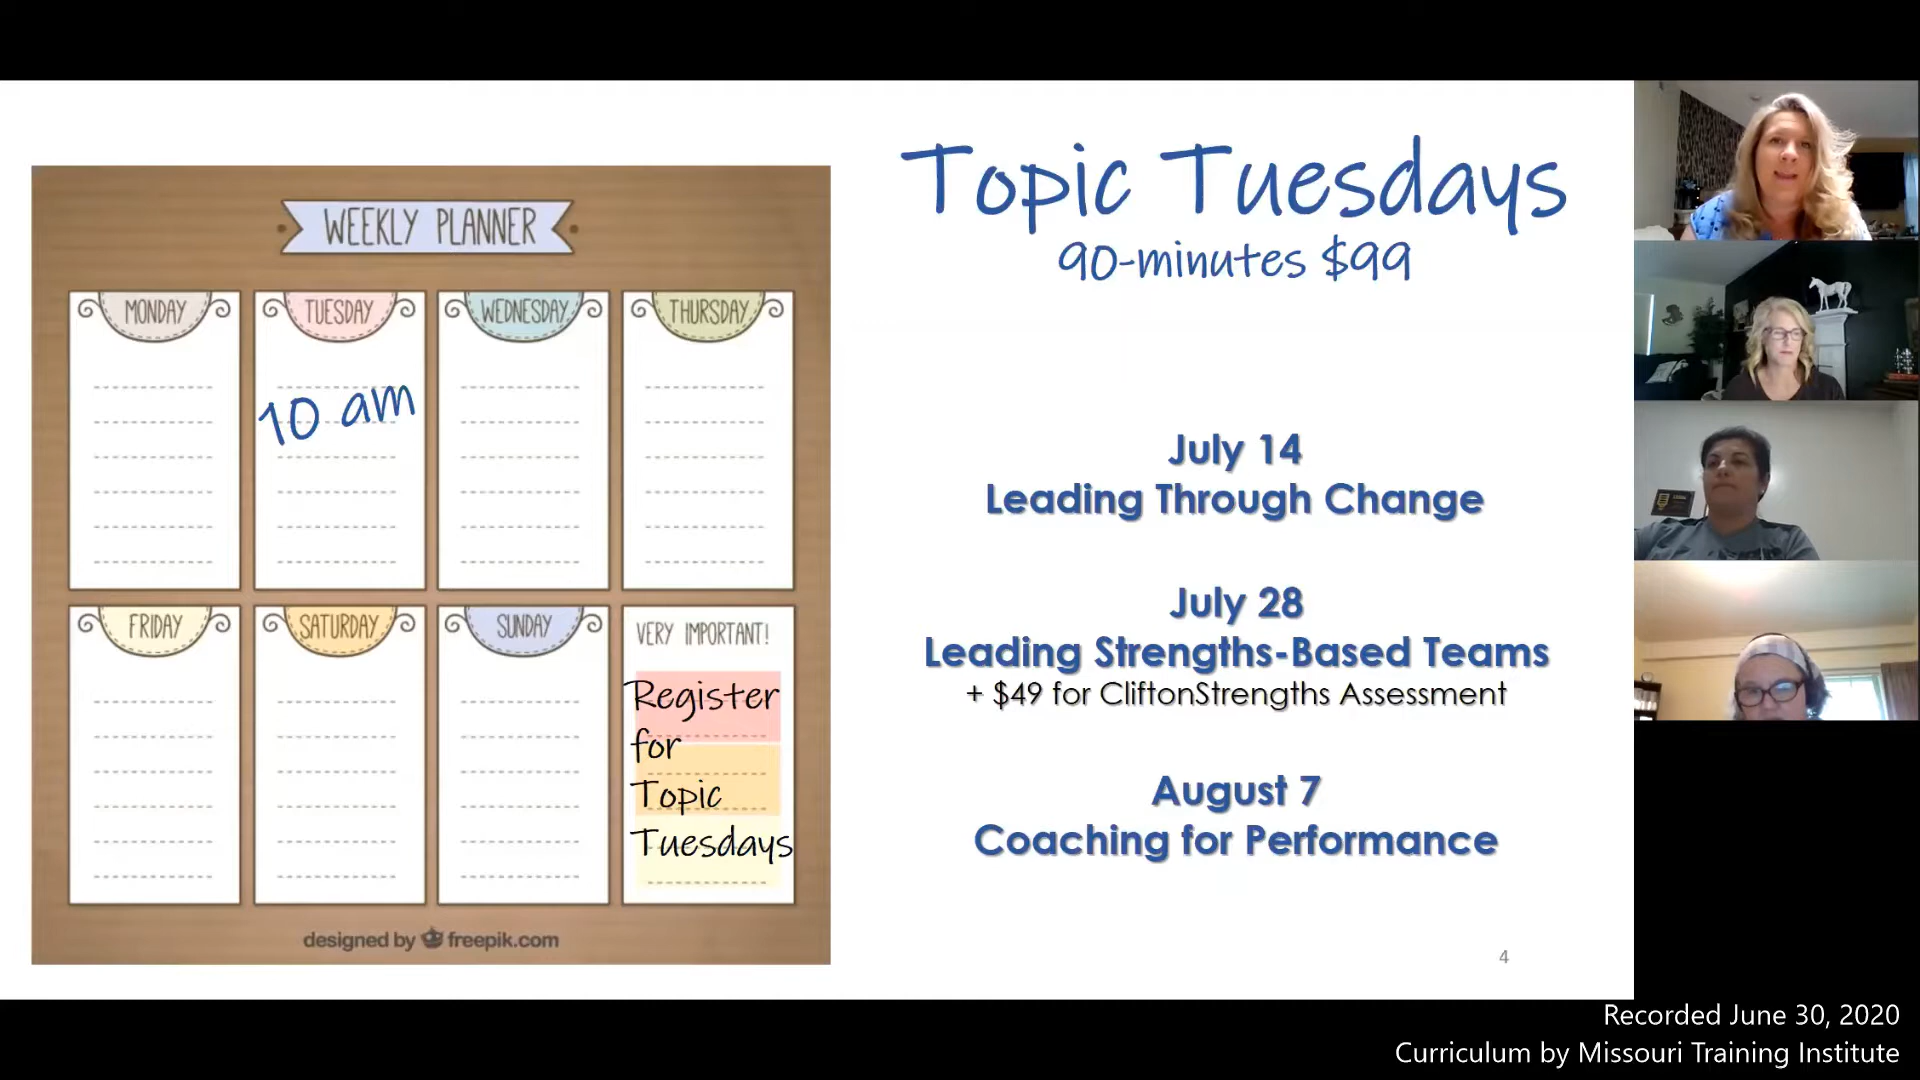 WEEKLY PLANNER
MONDAY
TUESDAY
WEDNESDAY
THURSDAY
10 am
FRIDAY
SATURDAY
SUNDAY
VERY IMPORTANT!
Register
for
Topic
Tuesdays
designed by freepik.com
Topic Tuesdays
90-minutes $99
July 14
Leading Through Change
July 28
Leading Strengths-Based Teams
+ $49 for CliftonStrengths Assessment
August 7
Coaching for Performance
4
Recorded June 30, 2020
Curriculum by Missouri Training Institute